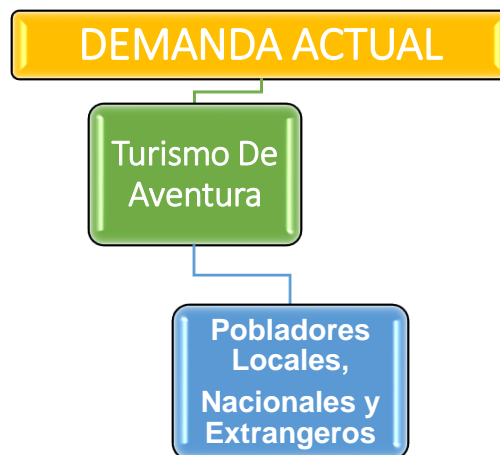 DEMANDA ACTUAL
Turismo De
Aventura
Pobladores
Locales,
Nacionales y
Extrangeros